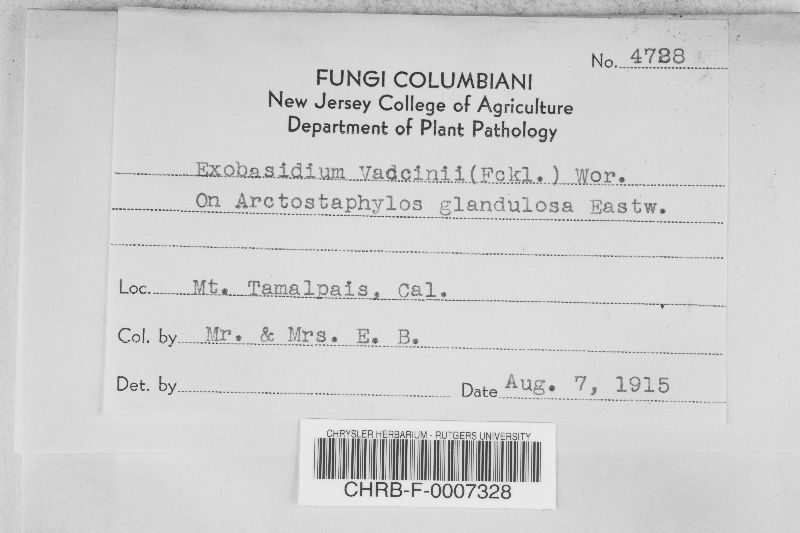 No. 4728
FUNGI COLUMBIANI
New Jersey College of Agriculture
Department of Plant Pathology
Exobasidium Vadcinii(Fckl.) Wor.
On Arctostaphylos glandulosa Eastw.
Loc. Mt. Tamalpais, Cal.
Col. by Mr. & Mrs. E. B.
Det. by
Date Aug. 7, 1915
CHRYSLER HERBARIUM - RUTGERS UNIVERSITY
CHRB-F-0007328